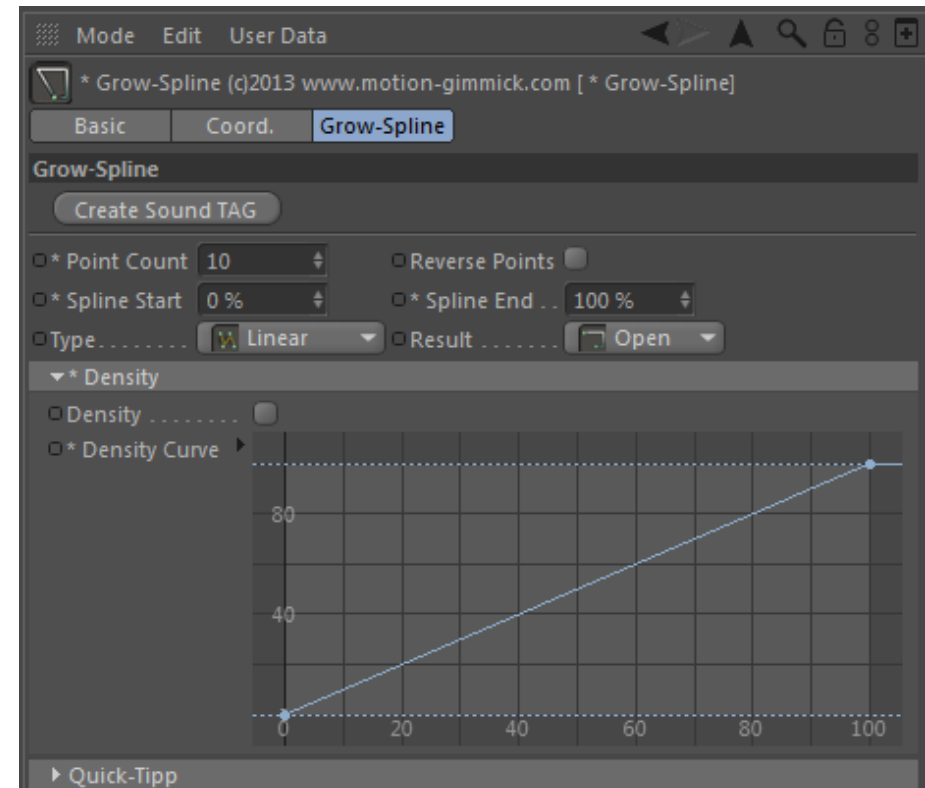 Mode Edit User Data
* Grow-Spline (c)2013 www.motion-gimmick.com [ * Grow-Spline]
Basic Coord. Grow-Spline
Grow-Spline
Create Sound TAG
* Point Count 10 Reverse Points
* Spline Start 0 % * Spline End . . 100 %
Type. . . . . . . . Linear Result . . . . . . . Open
* Density
Density . . . . . . . .
* Density Curve
80
40
0 20 40 60 80 100
Quick-Tipp